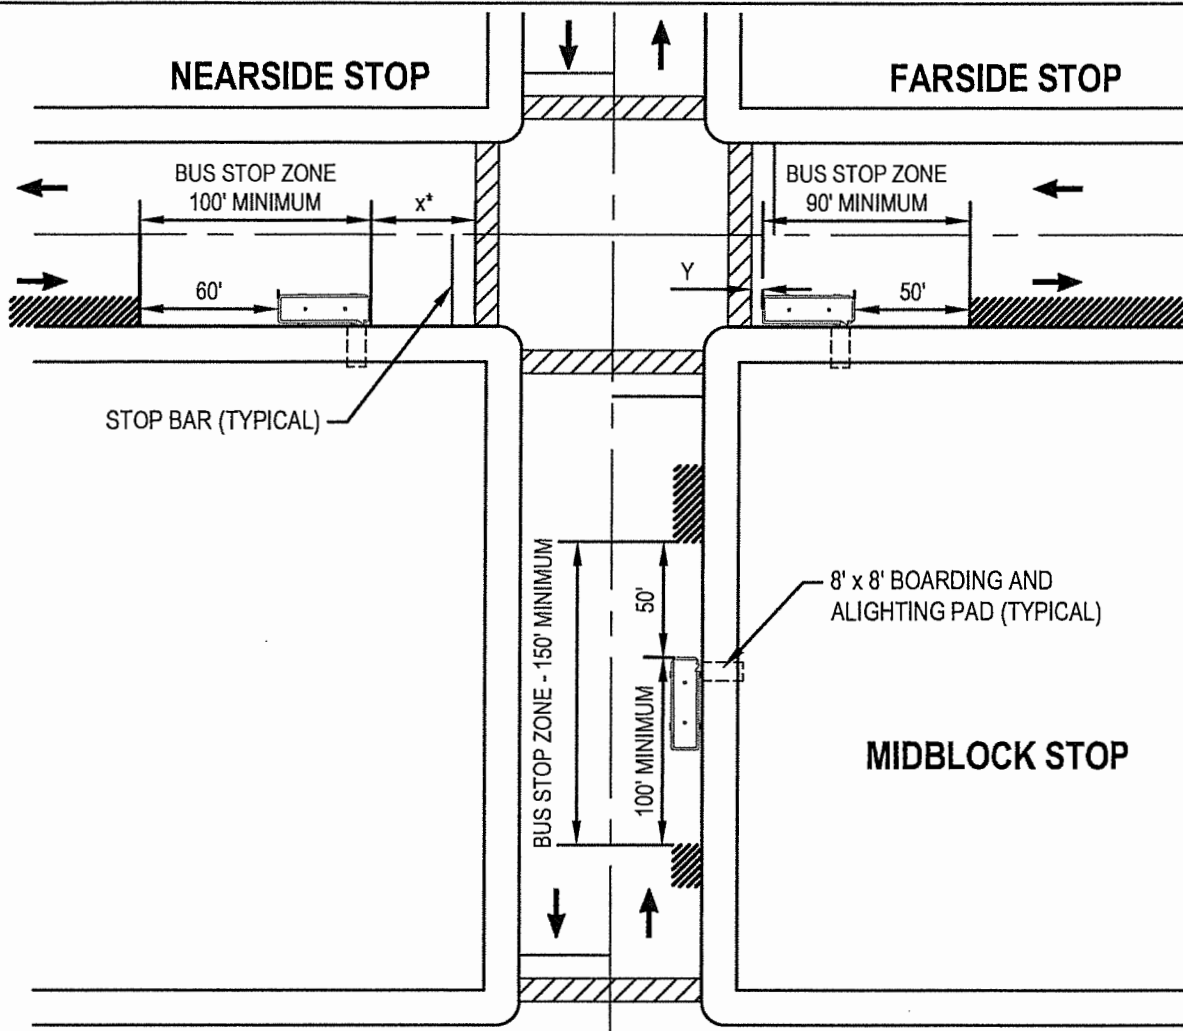 NEARSIDE STOP
FARSIDE STOP
BUS STOP ZONE
100' MINIMUM
x*
BUS STOP ZONE
90' MINIMUM
60'
Y
50'
STOP BAR (TYPICAL)
BUS STOP ZONE - 150' MINIMUM
50'
100' MINIMUM
8' x 8' BOARDING AND
ALIGHTING PAD (TYPICAL)
MIDBLOCK STOP